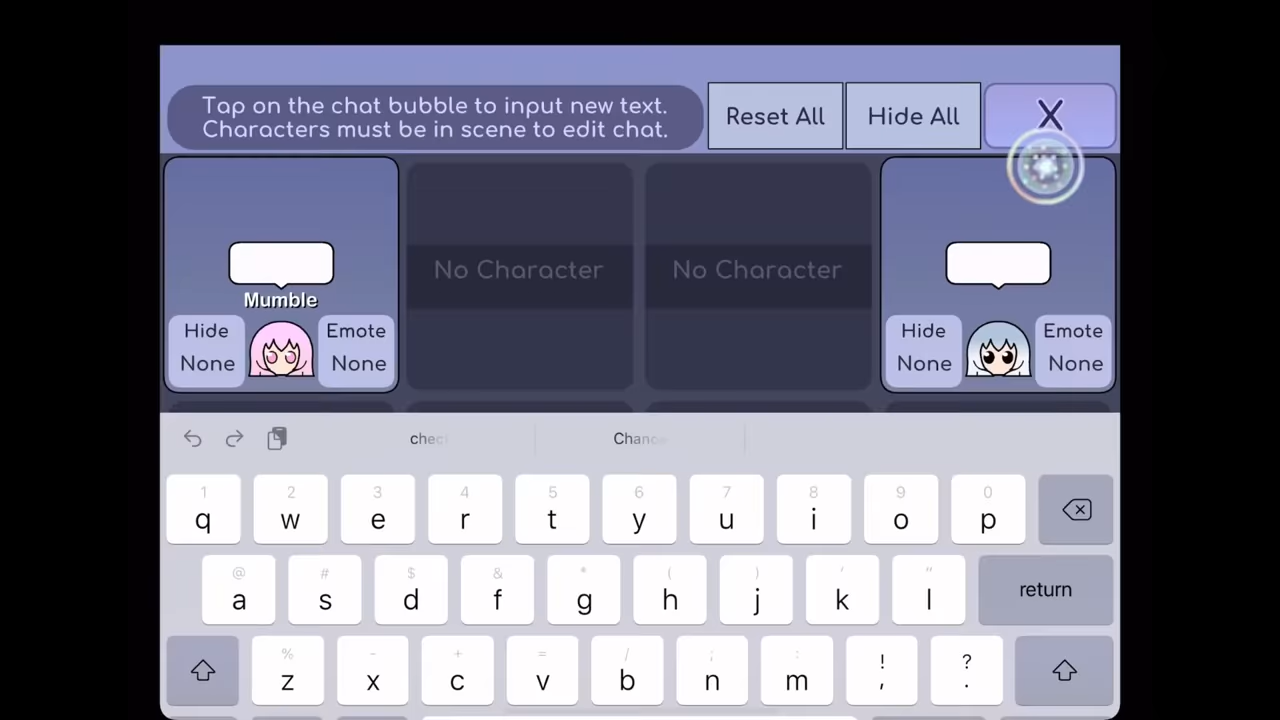 Tap on the chat bubble to input new text.
Characters must be in scene to edit chat.
Reset All
Hide All
X
Mumble
Hide
None
Emote
None
No Character
No Character
Hide
None
Emote
None
1 2 3 4 5 6 7 8 9 0
q w e r t y u i o p
@ # $ & * ( ) ' "
a s d f g h j k l return
% - + = / ; : ! ?
z x c v b n m , .